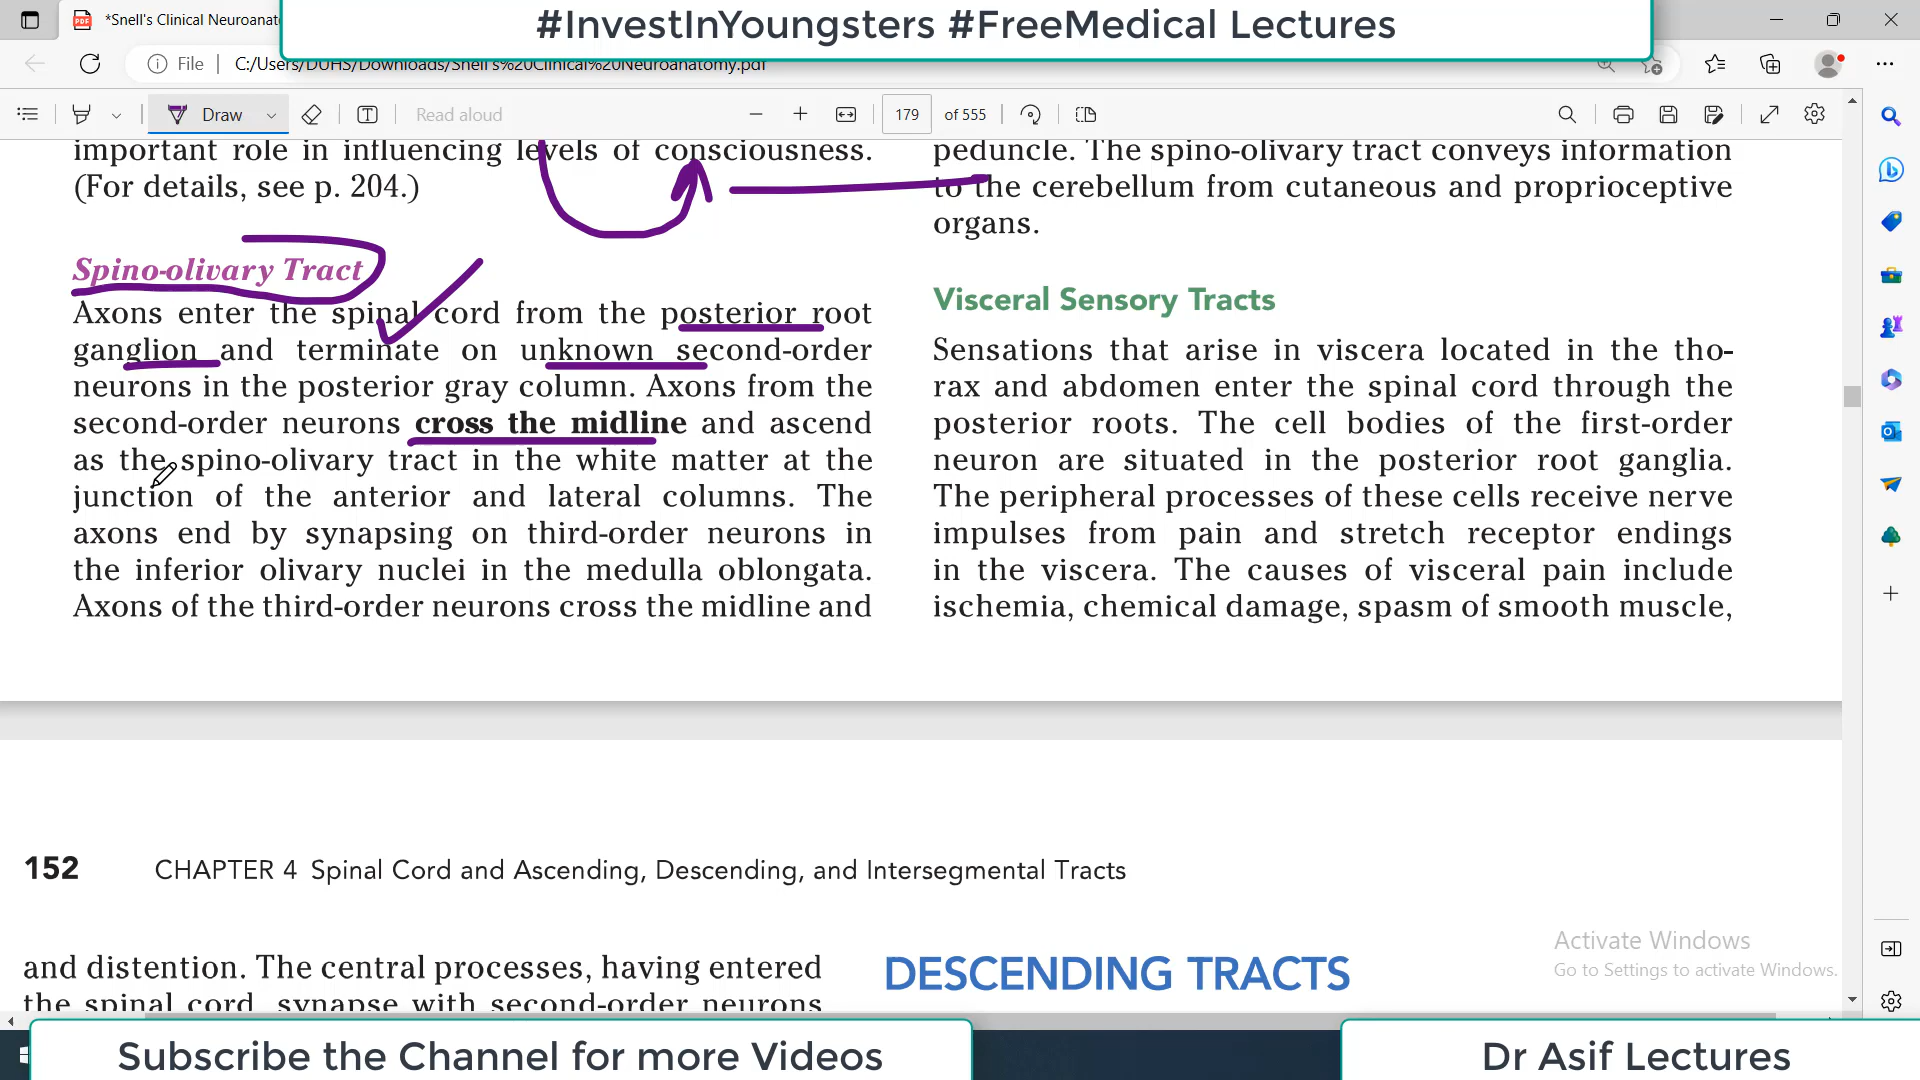 #InvestInYoungsters #FreeMedical Lectures
*Snell's Clinical Neuroanat
File
C:/Users/DUHS/Downloads/Snell's%20Clinical%20Neuroanatomy.pdf
Draw
Read aloud
179
of 555
important role in influencing levels of consciousness.
(For details, see p. 204.)
Spino-olivary Tract
Axons enter the spinal cord from the posterior root
ganglion and terminate on unknown second-order
neurons in the posterior gray column. Axons from the
second-order neurons cross the midline and ascend
as the spino-olivary tract in the white matter at the
junction of the anterior and lateral columns. The
axons end by synapsing on third-order neurons in
the inferior olivary nuclei in the medulla oblongata.
Axons of the third-order neurons cross the midline and
peduncle. The spino-olivary tract conveys information
to the cerebellum from cutaneous and proprioceptive
organs.
Visceral Sensory Tracts
Sensations that arise in viscera located in the tho-
rax and abdomen enter the spinal cord through the
posterior roots. The cell bodies of the first-order
neuron are situated in the posterior root ganglia.
The peripheral processes of these cells receive nerve
impulses from pain and stretch receptor endings
in the viscera. The causes of visceral pain include
ischemia, chemical damage, spasm of smooth muscle,
152
CHAPTER 4 Spinal Cord and Ascending, Descending, and Intersegmental Tracts
and distention. The central processes, having entered
the spinal cord, synapse with second-order neurons
DESCENDING TRACTS
Activate Windows
Go to Settings to activate Windows.
Subscribe the Channel for more Videos
Dr Asif Lectures